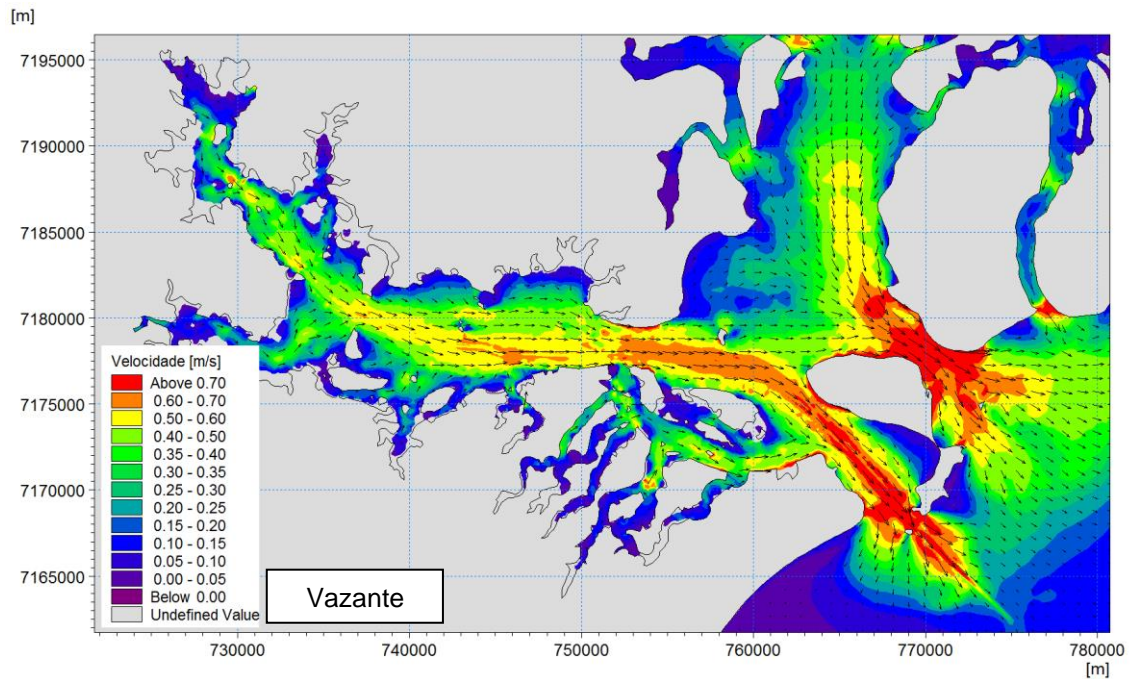 [m]
7195000
7190000
7185000
7180000
7175000
7170000
7165000
Velocidade [m/s]
Above 0.70
0.60 - 0.70
0.50 - 0.60
0.40 - 0.50
0.35 - 0.40
0.30 - 0.35
0.25 - 0.30
0.20 - 0.25
0.15 - 0.20
0.10 - 0.15
0.05 - 0.10
0.00 - 0.05
Below 0.00
Undefined Value
Vazante
730000 740000 750000 760000 770000 780000
[m]